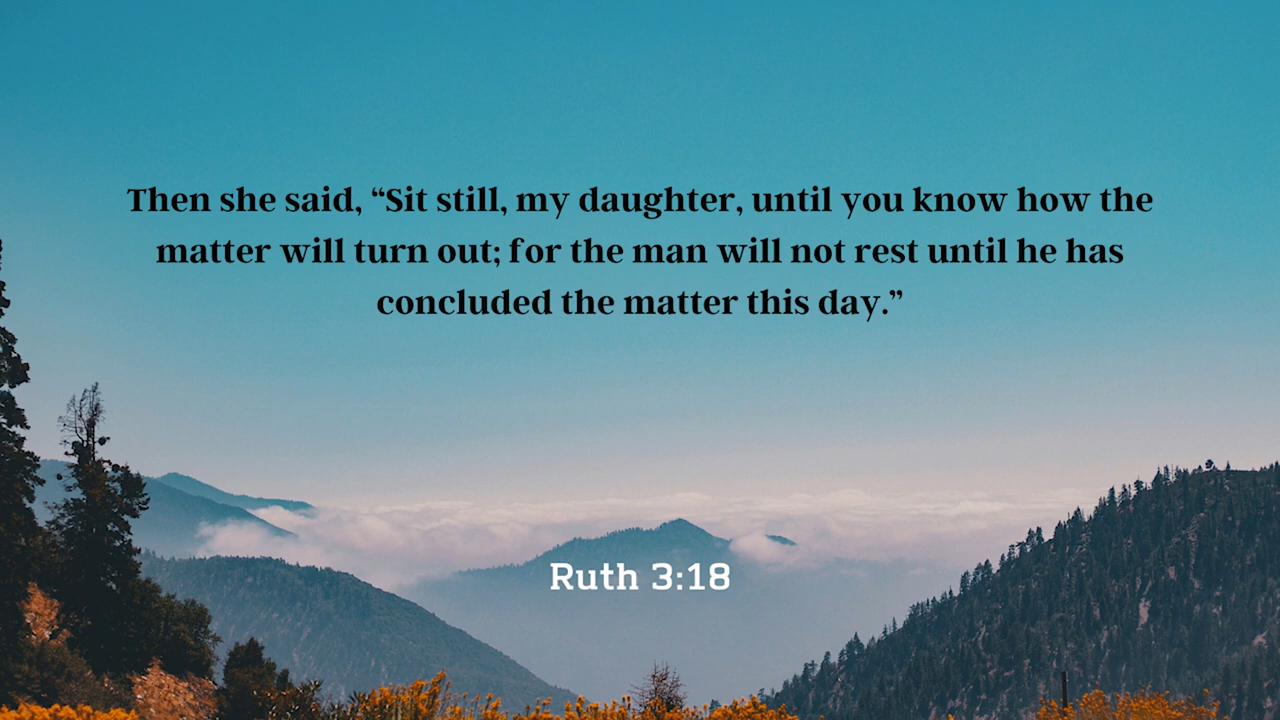 Then she said, “Sit still, my daughter, until you know how the
matter will turn out; for the man will not rest until he has
concluded the matter this day.”
Ruth 3:18